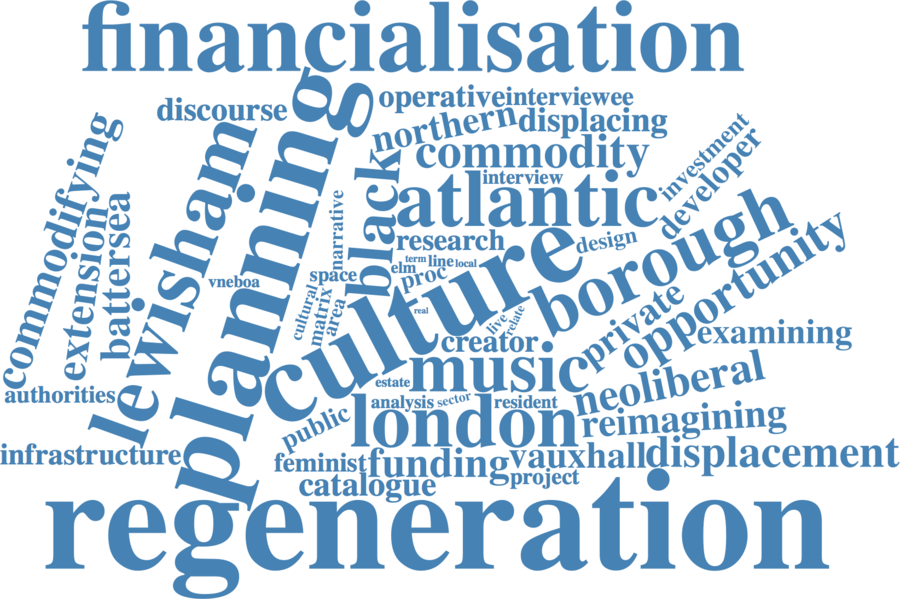 financialisation
discourse
planning
operative
interviewee
northern
displacing
commodity
interview
investment
developer
commodifying
extension
battersea
lewisham
black
atlantic
narrative
research
design
borough
opportunity
term
line
local
elm
proc
space
vneboa
cultural
matrix
area
culture
real
live
relate
creator
private
examining
authorities
estate
music
neoliberal
analysis
sector
resident
public
london
reimagining
infrastructure
feminist
funding
vauxhall
displacement
catalogue
project
regeneration